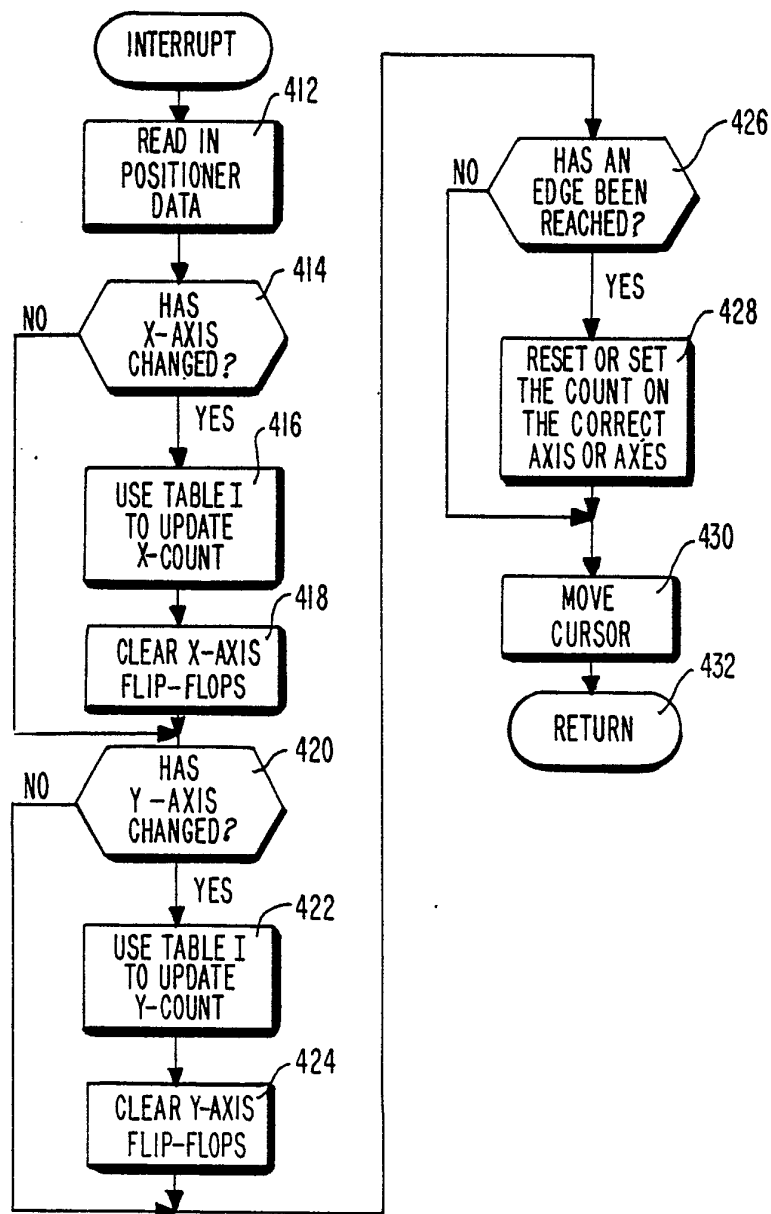 INTERRUPT
412
READ IN
POSITIONER
DATA
414
HAS
X-AXIS
CHANGED?
NO
YES
416
USE TABLE I
TO UPDATE
X-COUNT
418
CLEAR X-AXIS
FLIP-FLOPS
420
HAS
Y-AXIS
CHANGED?
NO
YES
422
USE TABLE I
TO UPDATE
Y-COUNT
424
CLEAR Y-AXIS
FLIP-FLOPS
426
HAS AN
EDGE BEEN
REACHED?
NO
YES
428
RESET OR SET
THE COUNT ON
THE CORRECT
AXIS OR AXES
430
MOVE
CURSOR
432
RETURN